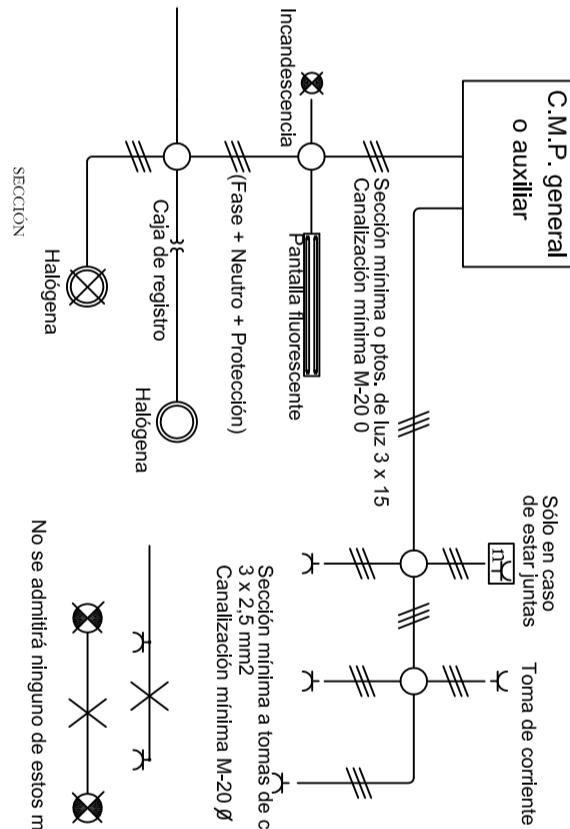 C.M.P. general
o auxiliar
Incandescencia
Sección mínima o ptos. de luz 3 x 15
Canalización mínima M-20 0
Pantalla fluorescente
(Fase + Neutro + Protección)
Caja de registro
Halógena
Halógena
SECCIÓN
Sólo en caso
de estar juntas
n
Toma de corriente
Sección mínima a tomas de c
3 x 2,5 mm2
Canalización mínima M-20 Ø
No se admitirá ninguno de estos m